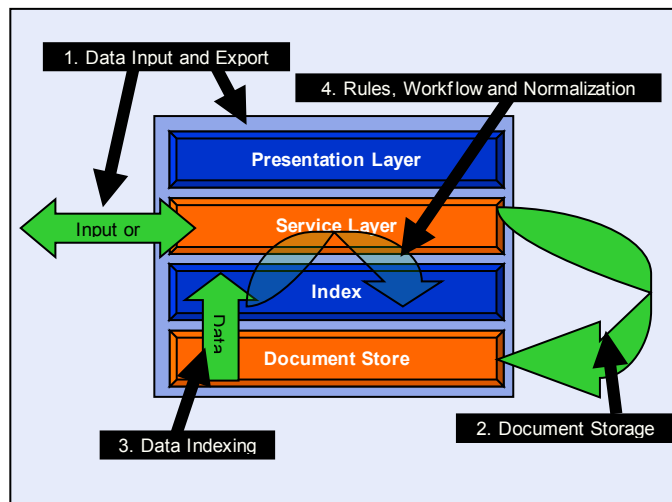 1. Data Input and Export
4. Rules, Workflow and Normalization
Presentation Layer
Input or
Service Layer
Index
Data
Document Store
2. Document Storage
3. Data Indexing